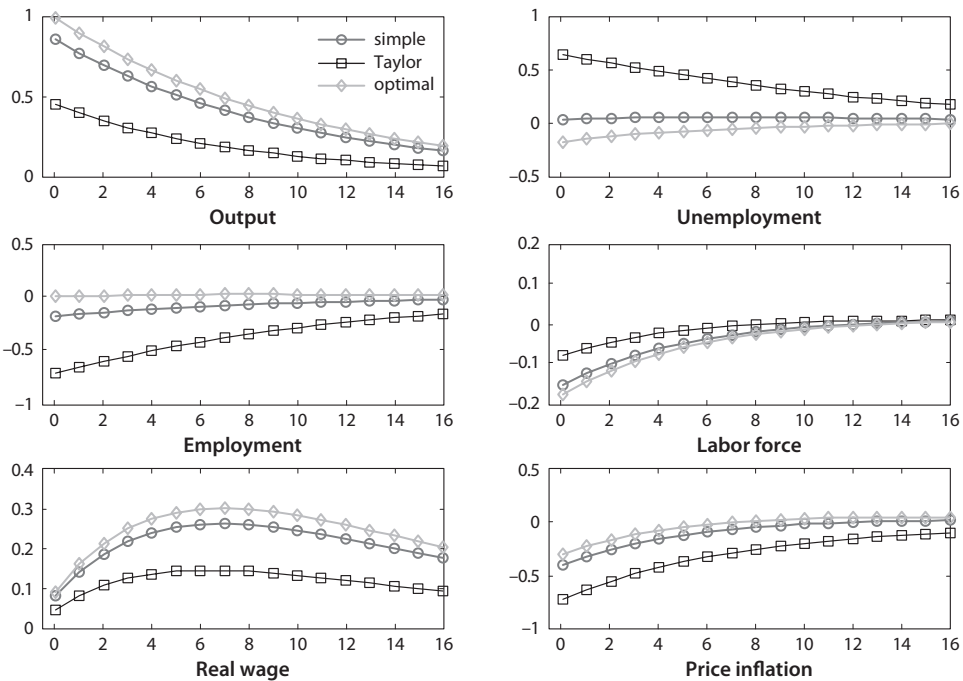 1
0.5
0
0 2 4 6 8 10 12 14 16
Output
simple
Taylor
optimal
1
0.5
0
–0.5
0 2 4 6 8 10 12 14 16
Unemployment
0.5
0
–0.5
–1
0 2 4 6 8 10 12 14 16
Employment
0.2
0.1
0
–0.1
–0.2
0 2 4 6 8 10 12 14 16
Labor force
0.4
0.3
0.2
0.1
0
0 2 4 6 8 10 12 14 16
Real wage
0.5
0
–0.5
–1
0 2 4 6 8 10 12 14 16
Price inflation